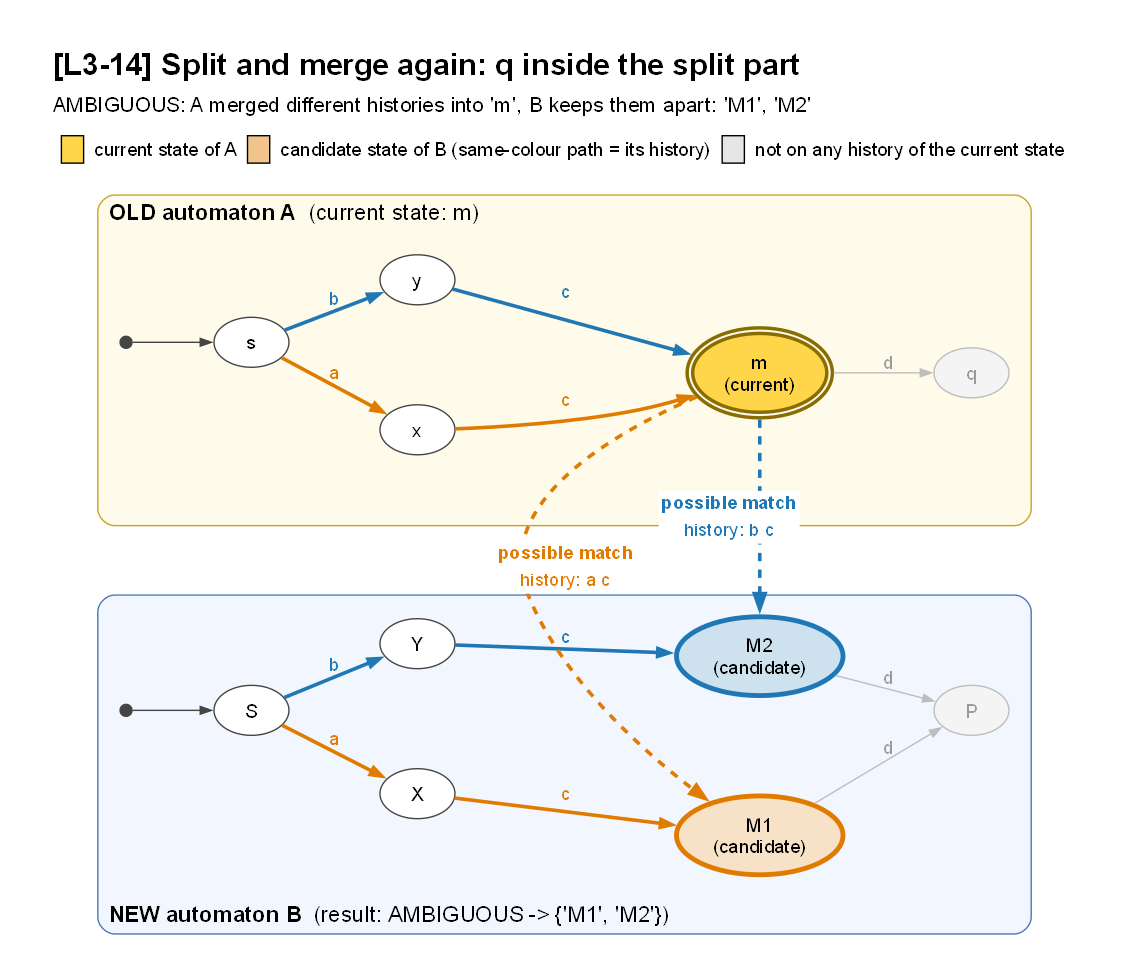 [L3-14] Split and merge again: q inside the split part
AMBIGUOUS: A merged different histories into 'm', B keeps them apart: 'M1', 'M2'
current state of A
candidate state of B (same-colour path = its history)
not on any history of the current state
OLD automaton A (current state: m)
s
b
a
y
x
c
c
m
(current)
d
q
possible match
history: b c
possible match
history: a c
S
b
a
Y
X
c
c
M2
(candidate)
M1
(candidate)
d
d
P
NEW automaton B (result: AMBIGUOUS -> {'M1', 'M2'})